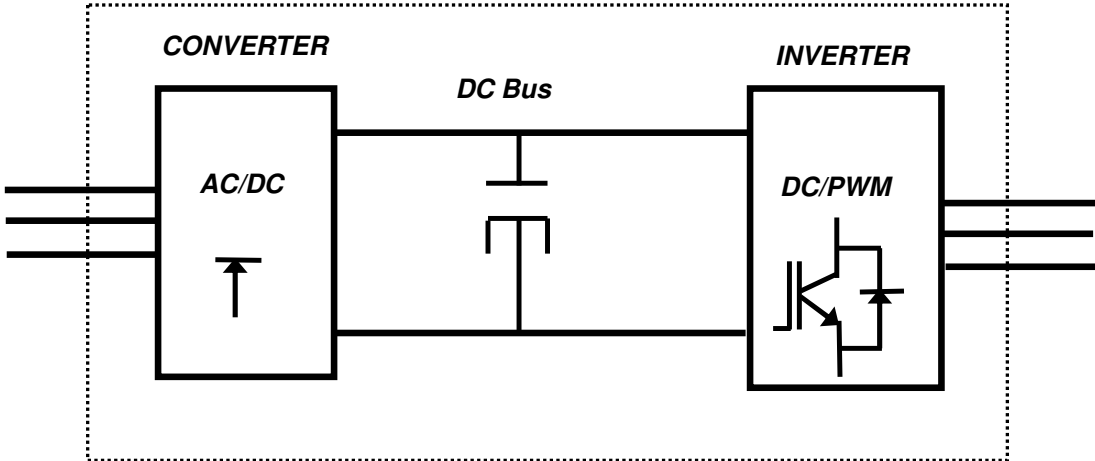 CONVERTER
INVERTER
DC Bus
AC/DC
DC/PWM